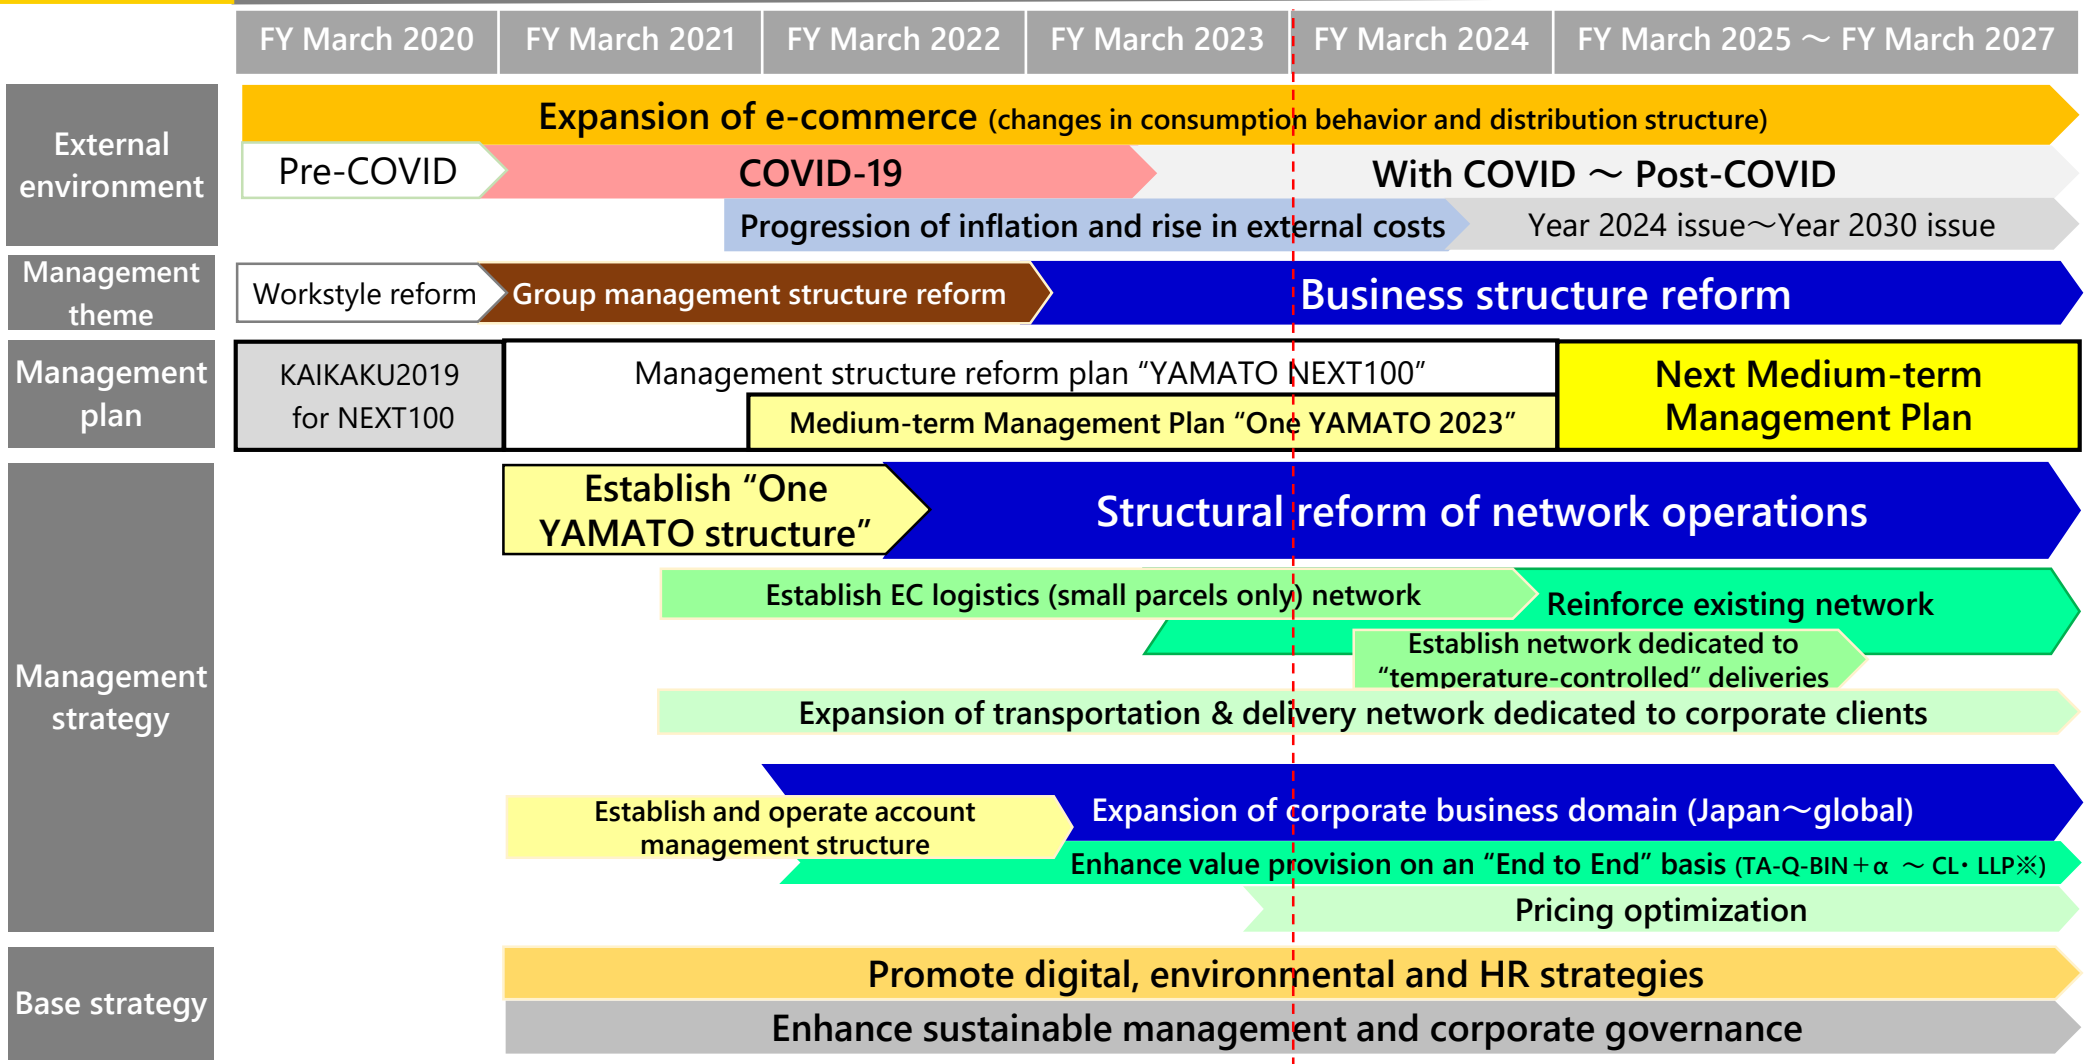 FY March 2020 FY March 2021 FY March 2022 FY March 2023 FY March 2024 FY March 2025 ～ FY March 2027
External
environment
Expansion of e-commerce (changes in consumption behavior and distribution structure)
Pre-COVID COVID-19 With COVID ～ Post-COVID
Progression of inflation and rise in external costs Year 2024 issue～Year 2030 issue
Management
theme
Workstyle reform Group management structure reform Business structure reform
Management
plan
KAIKAKU2019
for NEXT100
Management structure reform plan “YAMATO NEXT100”
Medium-term Management Plan “One YAMATO 2023”
Next Medium-term
Management Plan
Management
strategy
Establish “One
YAMATO structure”
Structural reform of network operations
Establish EC logistics (small parcels only) network
Reinforce existing network
Establish network dedicated to
“temperature-controlled” deliveries
Expansion of transportation & delivery network dedicated to corporate clients
Establish and operate account
management structure
Expansion of corporate business domain (Japan～global)
Enhance value provision on an “End to End” basis (TA-Q-BIN＋α ～ CL・LLP※)
Pricing optimization
Base strategy
Promote digital, environmental and HR strategies
Enhance sustainable management and corporate governance